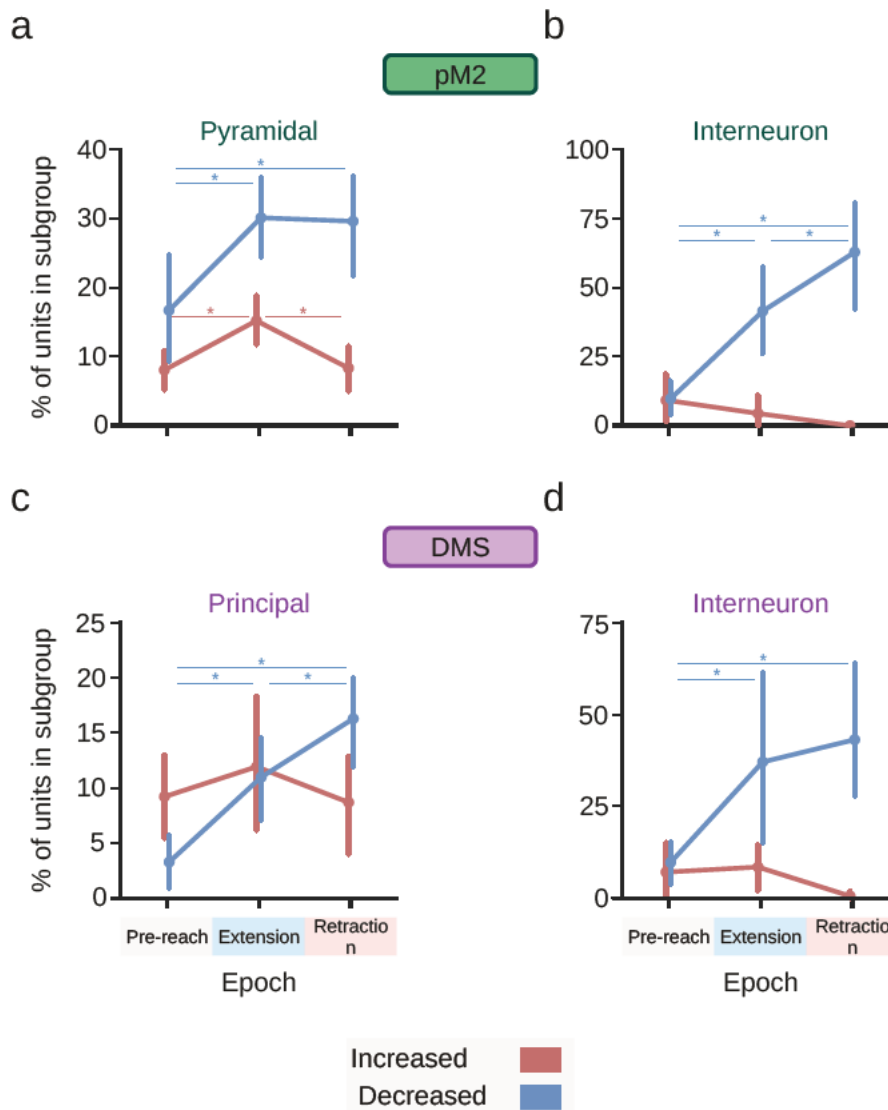 a
b
pM2
Pyramidal
Interneuron
% of units in subgroup
40
30
20
10
0
* *
* *
100
75
50
25
0
*
* *
c
d
DMS
Principal
Interneuron
% of units in subgroup
25
20
15
10
5
0
*
* *
75
50
25
0
*
*
Pre-reach Extension Retractio
n
Pre-reach Extension Retractio
n
Epoch
Epoch
Increased
Decreased